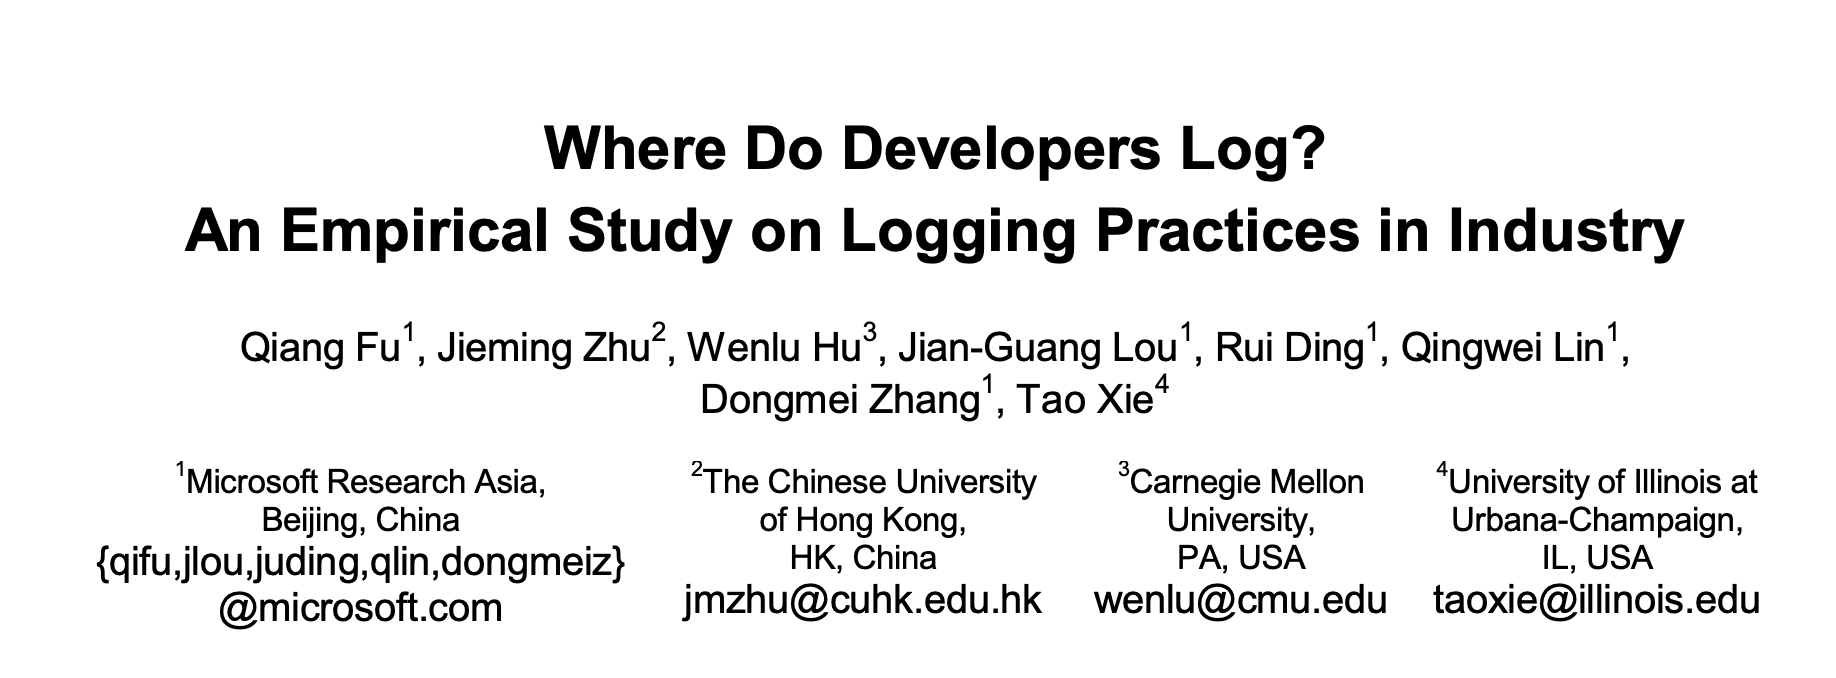 Where Do Developers Log?
An Empirical Study on Logging Practices in Industry
Qiang Fu1, Jieming Zhu2, Wenlu Hu3, Jian-Guang Lou1, Rui Ding1, Qingwei Lin1,
Dongmei Zhang1, Tao Xie4
1Microsoft Research Asia,
Beijing, China
{qifu,jlou,juding,qlin,dongmeiz}
@microsoft.com
2The Chinese University
of Hong Kong,
HK, China
jmzhu@cuhk.edu.hk
3Carnegie Mellon
University,
PA, USA
wenlu@cmu.edu
4University of Illinois at
Urbana-Champaign,
IL, USA
taoxie@illinois.edu